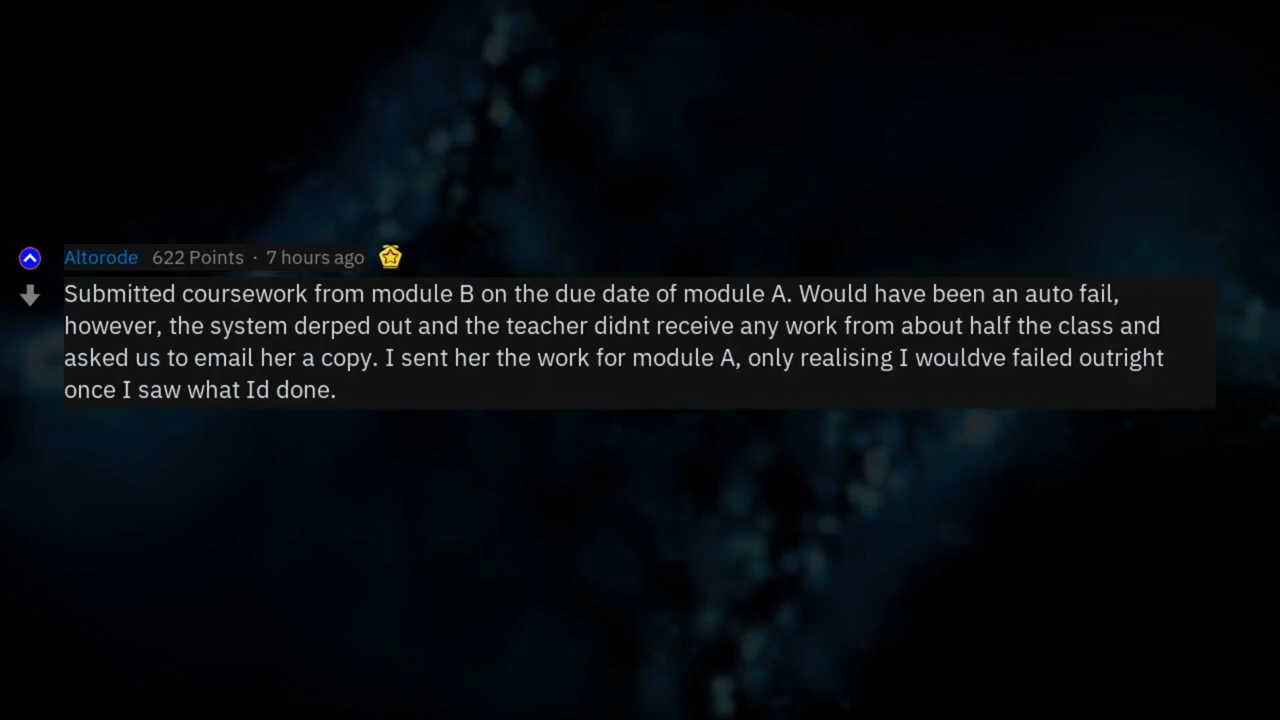 Altorode 622 Points · 7 hours ago
Submitted coursework from module B on the due date of module A. Would have been an auto fail,
however, the system derped out and the teacher didnt receive any work from about half the class and
asked us to email her a copy. I sent her the work for module A, only realising I wouldve failed outright
once I saw what Id done.